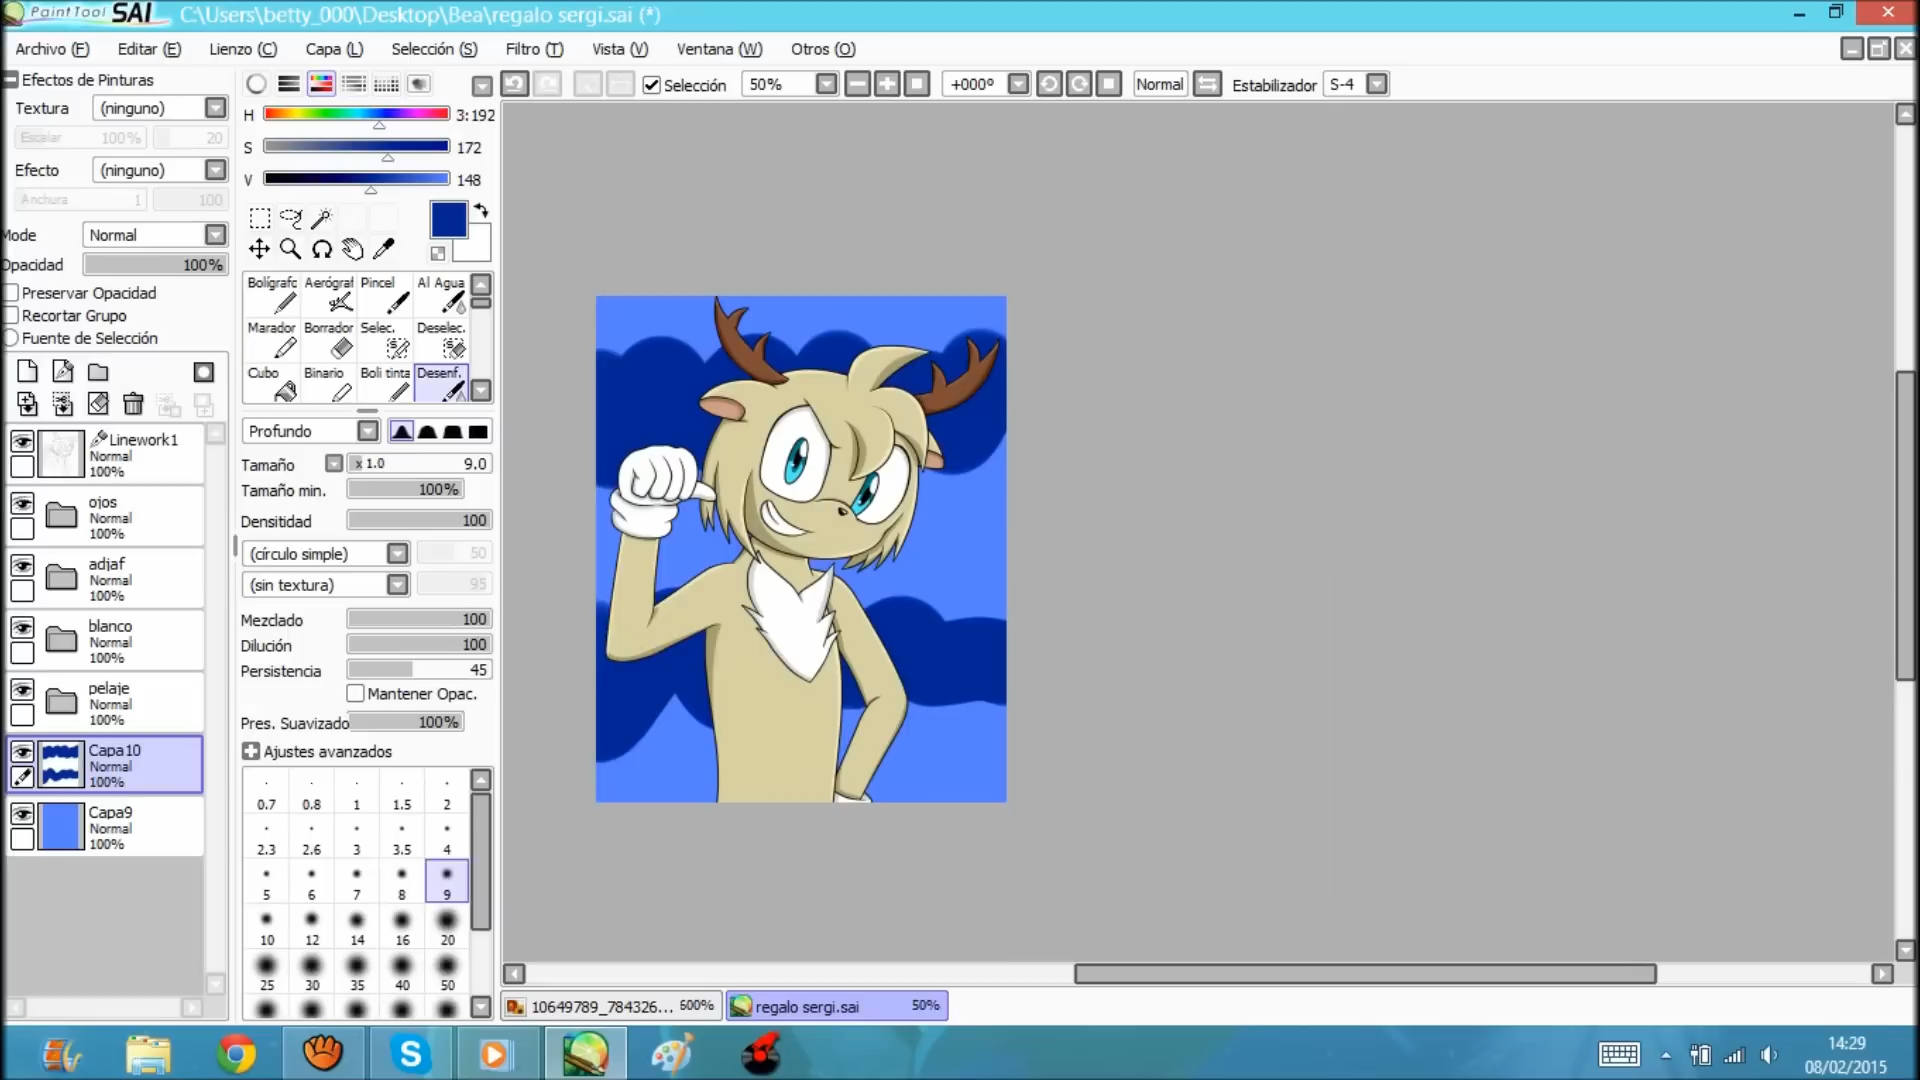 PaintTool SAI C:\Users\betty_000\Desktop\Bea\regalo sergi.sai (*)
Archivo (F) Editar (E) Lienzo (C) Capa (L) Selección (S) Filtro (T) Vista (V) Ventana (W) Otros (O)
Efectos de Pinturas
Textura (ninguno)
Escalar 100% 20
Efecto (ninguno)
Anchura 1 100
Mode Normal
Opacidad 100%
Preservar Opacidad
Recortar Grupo
Fuente de Selección
Linework1
Normal
100%
ojos
Normal
100%
adjaf
Normal
100%
blanco
Normal
100%
pelaje
Normal
100%
Capa10
Normal
100%
Capa9
Normal
100%
H 3:192
S 172
V 148
Bolígrafo Aerógraf Pincel Al Agua
Marador Borrador Selec. Deselec.
Cubo Binario Boli tinta Desenf.
Profundo
Tamaño x 1.0 9.0
Tamaño min. 100%
Densitidad 100
(círculo simple) 50
(sin textura) 95
Mezclado 100
Dilución 100
Persistencia 45
Mantener Opac.
Pres. Suavizado 100%
Ajustes avanzados
0.7 0.8 1 1.5 2
2.3 2.6 3 3.5 4
5 6 7 8 9
10 12 14 16 20
25 30 35 40 50
Selección 50% +000º Normal Estabilizador S-4
10649789_784326... 600% regalo sergi.sai 50%
14:29
08/02/2015